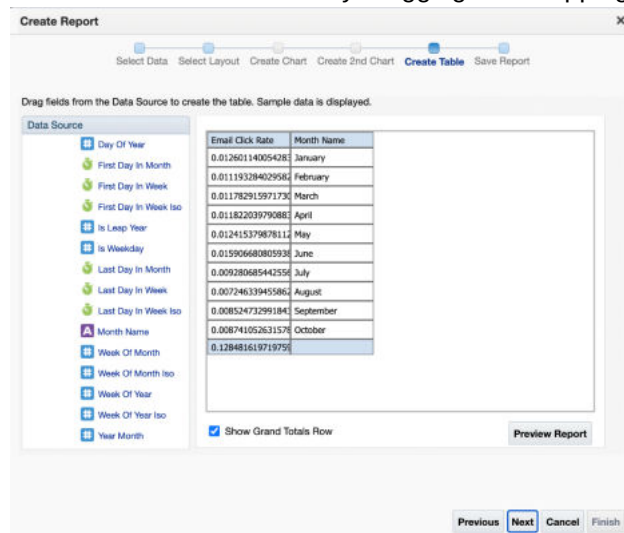 Create Report x
Select Data Select Layout Create Chart Create 2nd Chart Create Table Save Report
Drag fields from the Data Source to create the table. Sample data is displayed.
Data Source
Day Of Year
First Day In Month
First Day In Week
First Day In Week Iso
Is Leap Year
Is Weekday
Last Day In Month
Last Day In Week
Last Day In Week Iso
A Month Name
Week Of Month
Week Of Month Iso
Week Of Year
Week Of Year Iso
Year Month
Email Click Rate Month Name
January
0.011193284029582 February
March
April
0.012415379878112 May
June
July
August
September
October
Show Grand Totals Row
Preview Report
Previous Next Cancel Finish